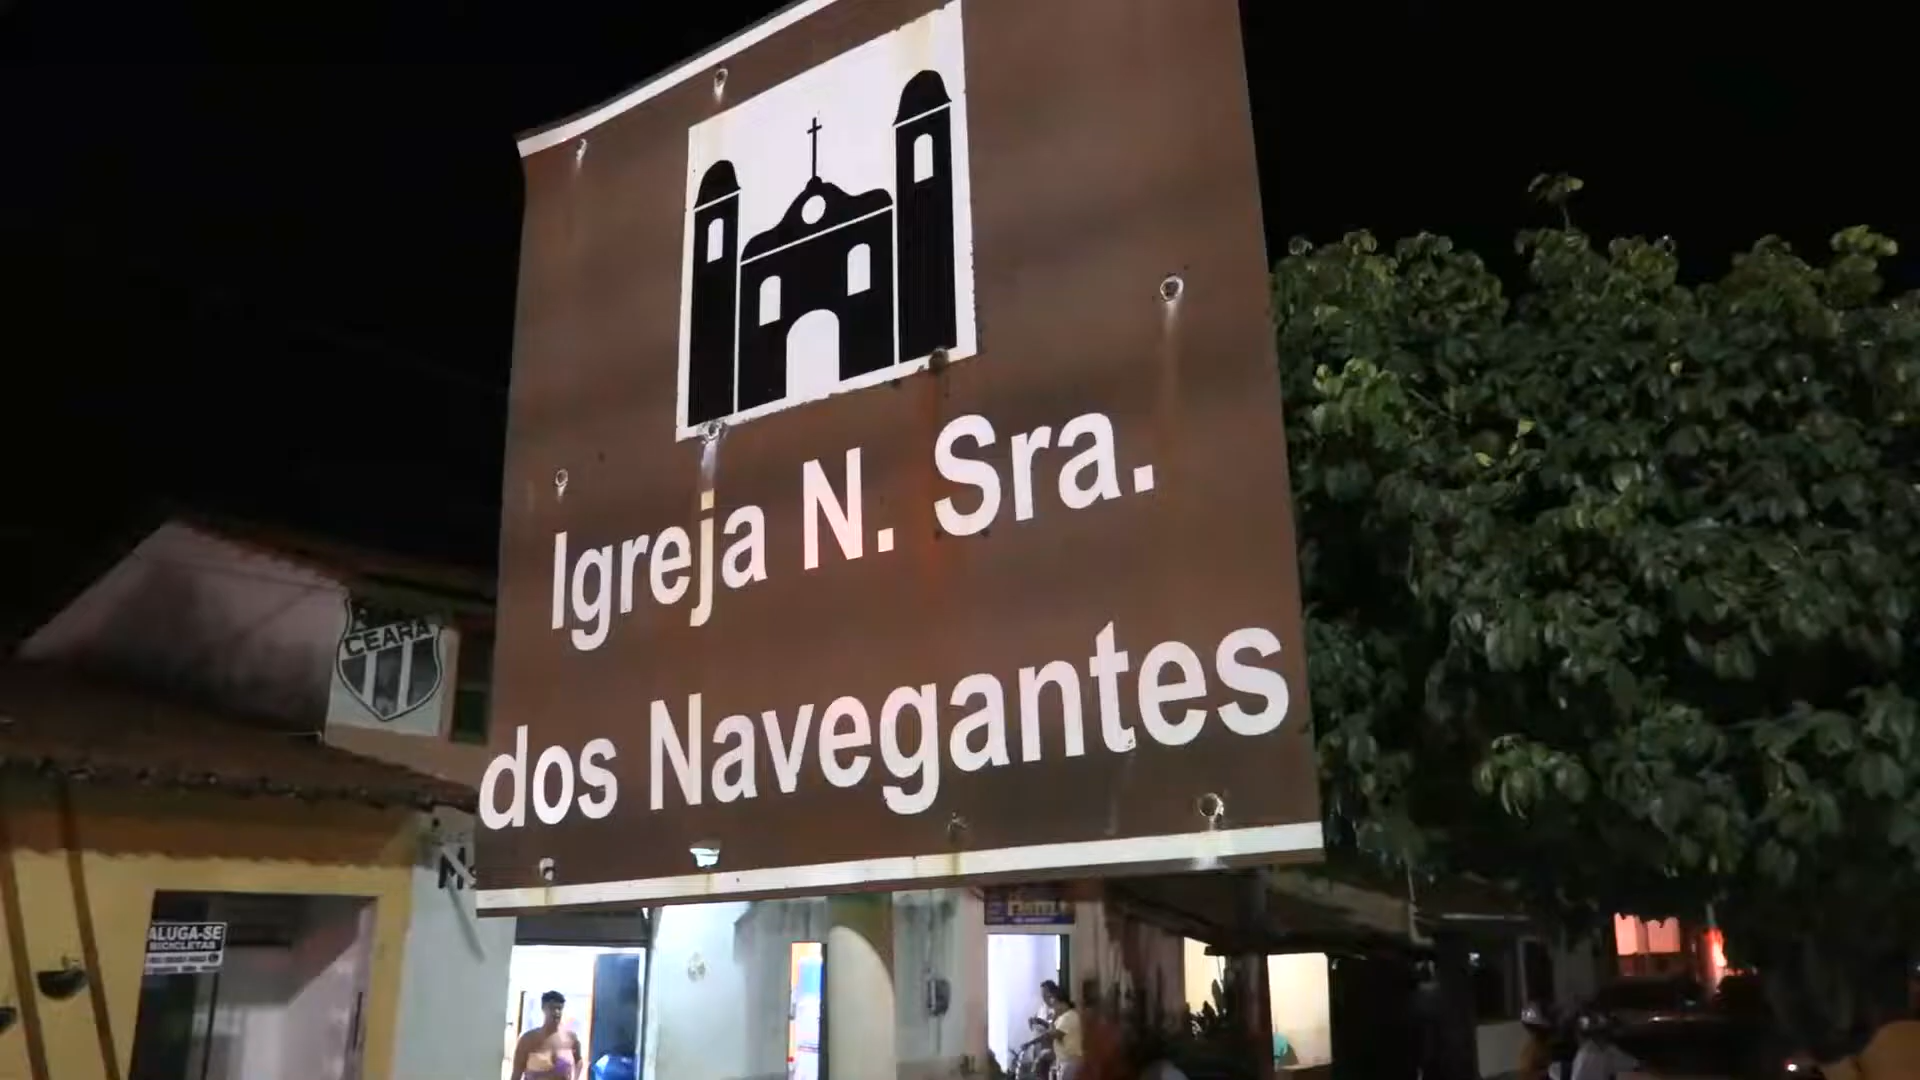 Igreja N. Sra.
dos Navegantes
CEARÁ
ALUGA-SE
BICICLETAS